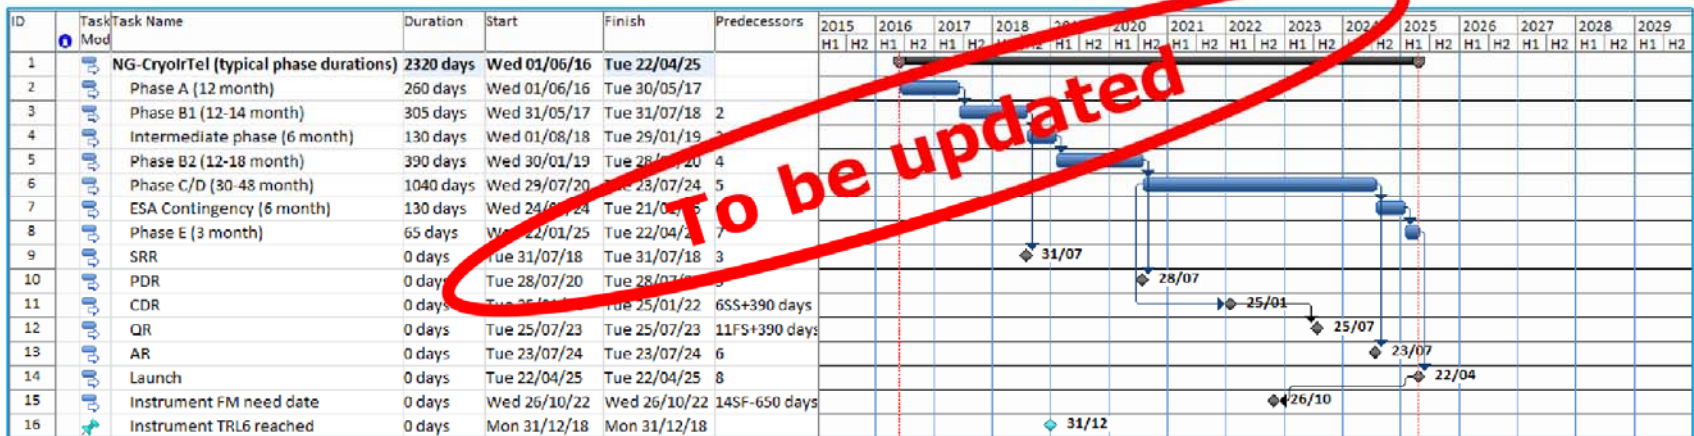 ID Task Mod Task Name Duration Start Finish Predecessors 2015 2016 2017 2018 2020 2021 2022 2023 2024 2025 2026 2027 2028 2029
H1 H2 H1 H2 H1 H2 H1 H1 H2 H1 H2 H1 H2 H1 H2 H1 H2 H2 H1 H2 H1 H2 H1 H2 H1 H2 H1 H2
1 NG-CryoIrTel (typical phase durations) 2320 days Wed 01/06/16 Tue 22/04/25
2 Phase A (12 month) 260 days Wed 01/06/16 Tue 30/05/17
3 Phase B1 (12-14 month) 305 days Wed 31/05/17 Tue 31/07/18 2
4 Intermediate phase (6 month) 130 days Wed 01/08/18 Tue 29/01/19
5 Phase B2 (12-18 month) 390 days Wed 30/01/19 Tue 4
6 Phase C/D (30-48 month) 1040 days Wed 29/07/20 23/07/24 5
7 ESA Contingency (6 month) 130 days Wed Tue
8 Phase E (3 month) 65 days 22/01/25 Tue 7
9 SRR 0 days Tue 31/07/18 Tue 31/07/18 3 31/07
10 PDR 0 days Tue 28/07/20 Tue 28/07 28/07
11 CDR 0 days Tue 25/01/22 6SS+390 days 25/01
12 QR 0 days Tue 25/07/23 Tue 25/07/23 11FS+390 days 25/07
13 AR 0 days Tue 23/07/24 Tue 23/07/24 6 23/07
14 Launch 0 days Tue 22/04/25 Tue 22/04/25 8 22/04
15 Instrument FM need date 0 days Wed 26/10/22 Wed 26/10/22 14SF-650 days 26/10
16 Instrument TRL6 reached 0 days Mon 31/12/18 Mon 31/12/18 31/12
To be updated